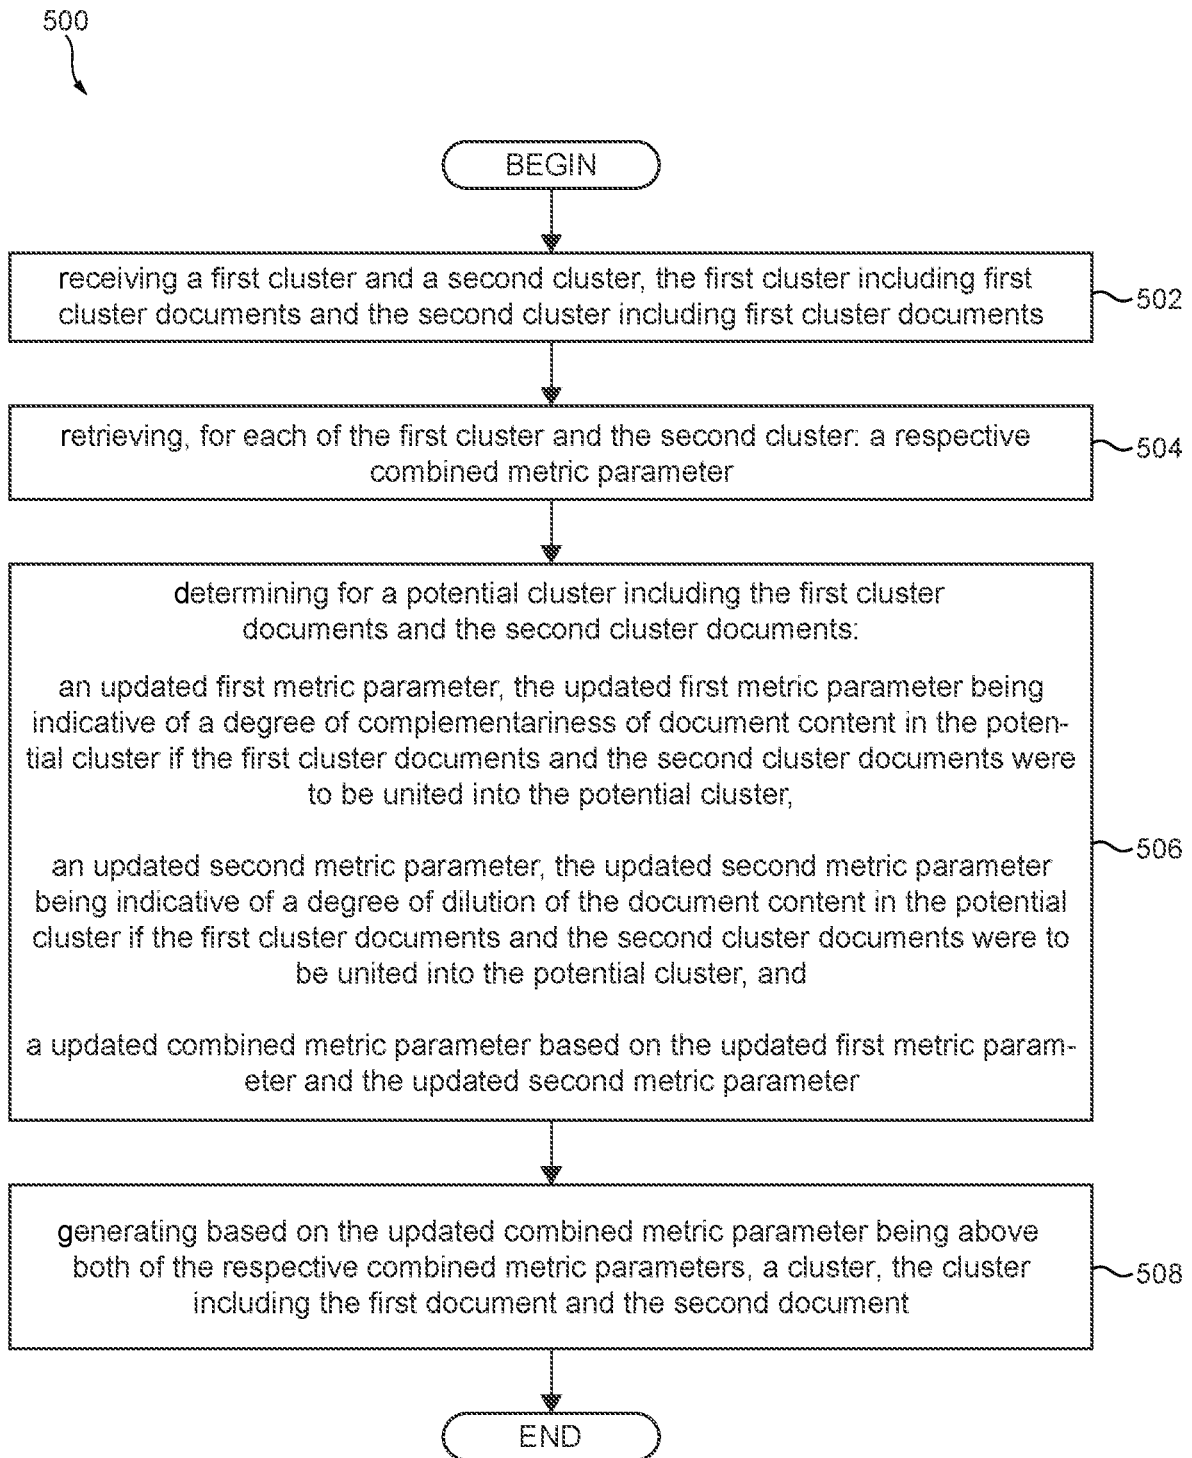 500
BEGIN
receiving a first cluster and a second cluster, the first cluster including first
cluster documents and the second cluster including first cluster documents
502
retrieving, for each of the first cluster and the second cluster: a respective
combined metric parameter
504
determining for a potential cluster including the first cluster
documents and the second cluster documents:
an updated first metric parameter, the updated first metric parameter being
indicative of a degree of complementariness of document content in the poten-
tial cluster if the first cluster documents and the second cluster documents were
to be united into the potential cluster,
an updated second metric parameter, the updated second metric parameter
being indicative of a degree of dilution of the document content in the potential
cluster if the first cluster documents and the second cluster documents were to
be united into the potential cluster, and
a updated combined metric parameter based on the updated first metric param-
eter and the updated second metric parameter
506
generating based on the updated combined metric parameter being above
both of the respective combined metric parameters, a cluster, the cluster
including the first document and the second document
508
END